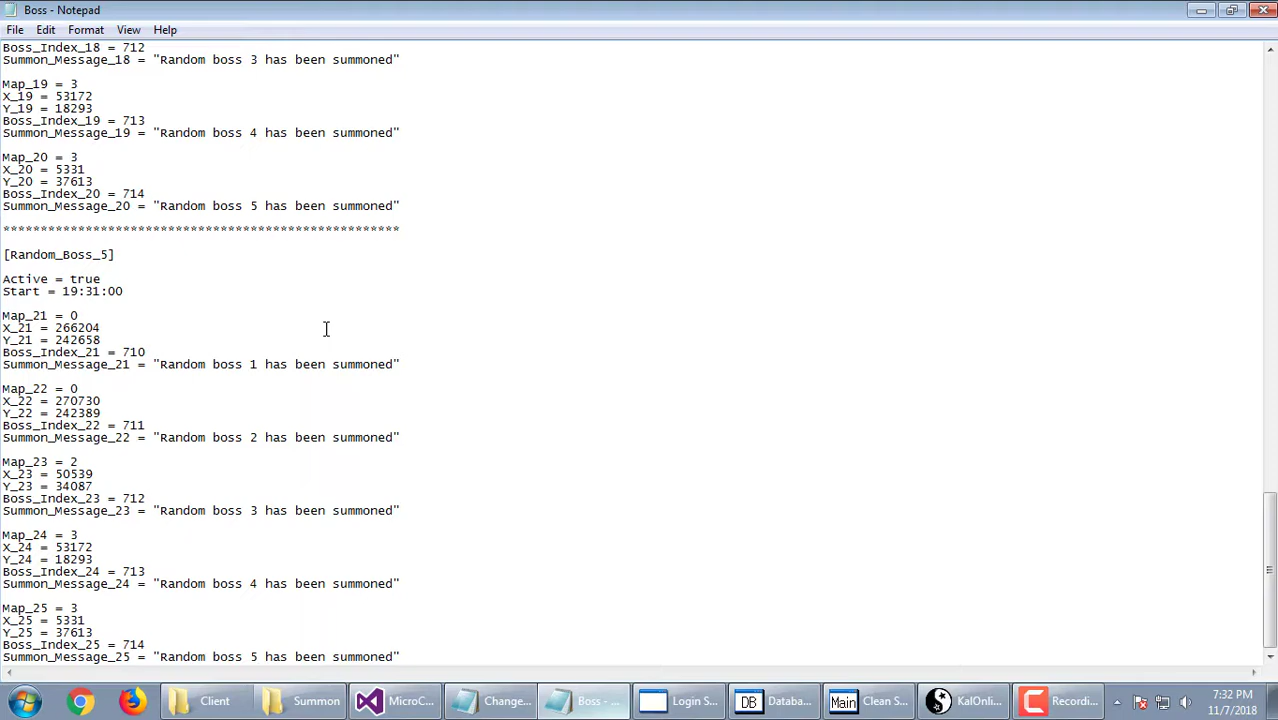 Boss - Notepad
File Edit Format View Help
Boss_Index_18 = 712
Summon_Message_18 = "Random boss 3 has been summoned"
Map_19 = 3
X_19 = 53172
Y_19 = 18293
Boss_Index_19 = 713
Summon_Message_19 = "Random boss 4 has been summoned"
Map_20 = 3
X_20 = 5331
Y_20 = 37613
Boss_Index_20 = 714
Summon_Message_20 = "Random boss 5 has been summoned"
*****************************************************
[Random_Boss_5]
Active = true
Start = 19:31:00
Map_21 = 0
X_21 = 266204
Y_21 = 242658
Boss_Index_21 = 710
Summon_Message_21 = "Random boss 1 has been summoned"
Map_22 = 0
X_22 = 270730
Y_22 = 242389
Boss_Index_22 = 711
Summon_Message_22 = "Random boss 2 has been summoned"
Map_23 = 2
X_23 = 50539
Y_23 = 34087
Boss_Index_23 = 712
Summon_Message_23 = "Random boss 3 has been summoned"
Map_24 = 3
X_24 = 53172
Y_24 = 18293
Boss_Index_24 = 713
Summon_Message_24 = "Random boss 4 has been summoned"
Map_25 = 3
X_25 = 5331
Y_25 = 37613
Boss_Index_25 = 714
Summon_Message_25 = "Random boss 5 has been summoned"
Client Summon MicroC... Change... Boss - ... Login S... DB Databa... Main Clean S... KalOnli... Recordi... 7:32 PM
11/7/2018